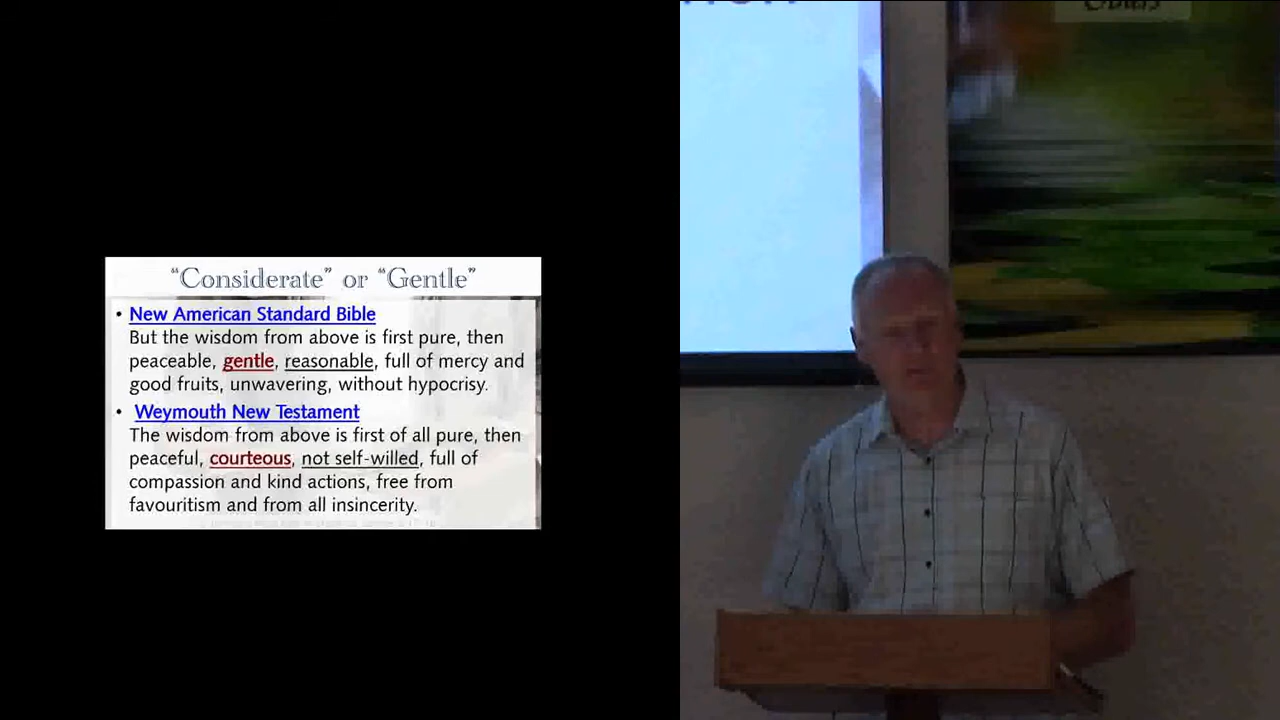 “Considerate” or “Gentle”
• New American Standard Bible
But the wisdom from above is first pure, then
peaceable, gentle, reasonable, full of mercy and
good fruits, unwavering, without hypocrisy.
• Weymouth New Testament
The wisdom from above is first of all pure, then
peaceful, courteous, not self-willed, full of
compassion and kind actions, free from
favouritism and from all insincerity.